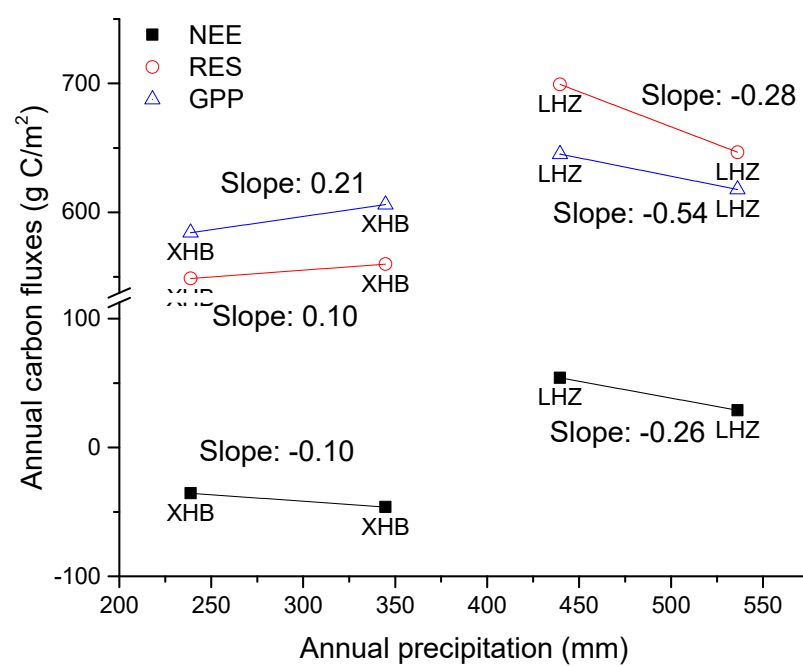 NEE
RES
GPP
700
600
100
0
-100
Annual carbon fluxes (g C/m²)
LHZ
Slope: -0.28
LHZ
LHZ
Slope: -0.54
LHZ
Slope: 0.21
XHB
XHB
XHB
XHB
Slope: 0.10
LHZ
Slope: -0.26
LHZ
Slope: -0.10
XHB
XHB
200
250
300
350
400
450
500
550
Annual precipitation (mm)